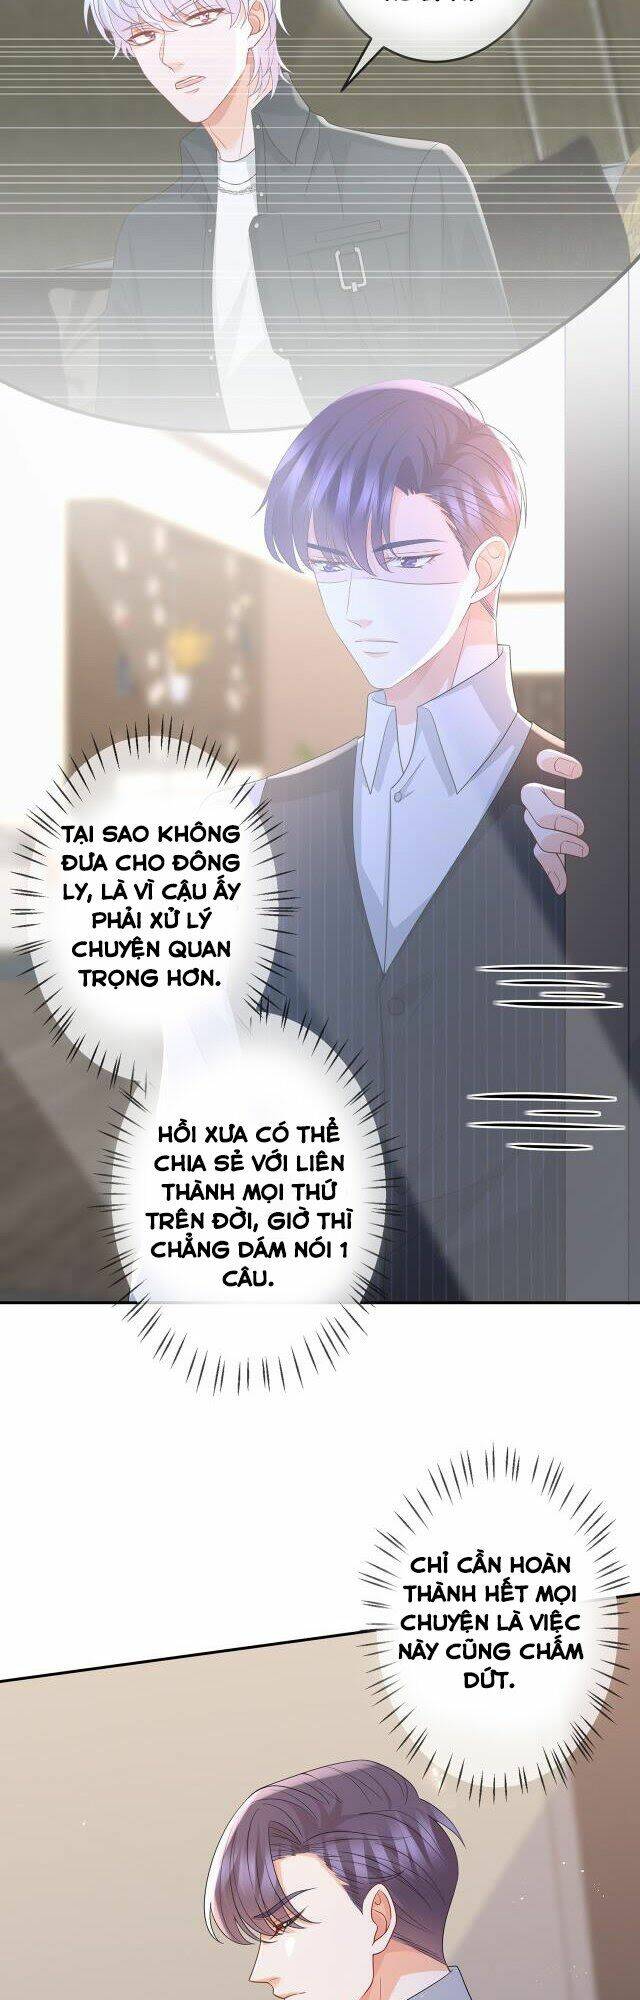 TẠI SAO KHÔNG
ĐƯA CHO ĐÔNG
LY, LÀ VÌ CẬU ẤY
PHẢI XỬ LÝ
CHUYỆN QUAN
TRỌNG HƠN.
HỒI XƯA CÓ THỂ
CHIA SẺ VỚI LIÊN
THÀNH MỌI THỨ
TRÊN ĐỜI, GIỜ THÌ
CHẲNG DÁM NÓI 1
CÂU.
CHỈ CẦN HOÀN
THÀNH HẾT MỌI
CHUYỆN LÀ VIỆC
NÀY CŨNG CHẤM
DỨT.